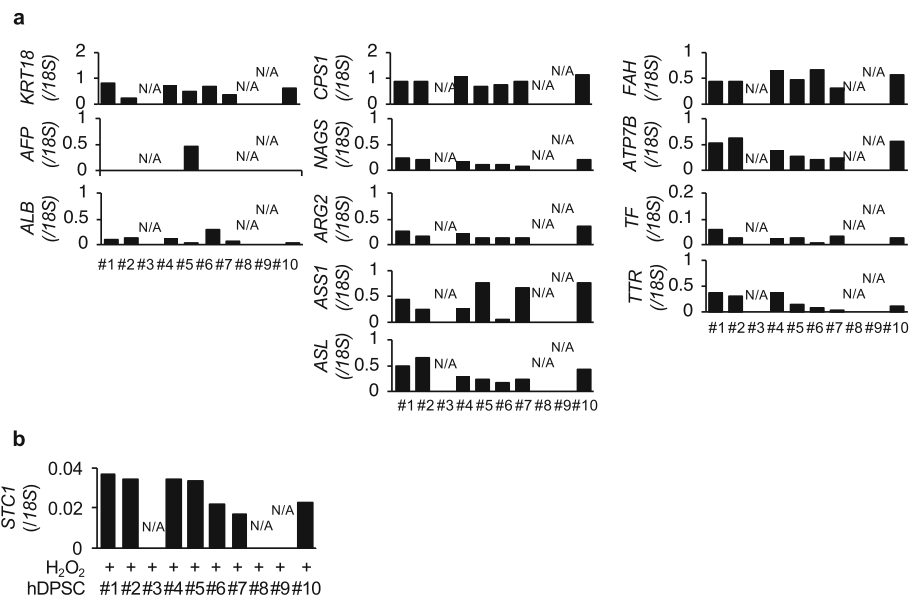 a
KRT18
(/18S)
2
1
0
N/A
N/A
N/A
AFP
(/18S)
1
0.5
0
N/A
N/A
N/A
ALB
(/18S)
1
0.5
0
N/A
N/A
N/A
#1 #2 #3 #4 #5 #6 #7 #8 #9 #10
CPS1
(/18S)
2
1
0
N/A
N/A
N/A
NAGS
(/18S)
1
0.5
0
N/A
N/A
N/A
ARG2
(/18S)
1
0.5
0
N/A
N/A
N/A
ASS1
(/18S)
1
0.5
0
N/A
N/A
N/A
ASL
(/18S)
1
0.5
0
N/A
N/A
N/A
#1 #2 #3 #4 #5 #6 #7 #8 #9 #10
FAH
(/18S)
1
0.5
0
N/A
N/A
N/A
ATP7B
(/18S)
1
0.5
0
N/A
N/A
N/A
TF
(/18S)
0.2
0.1
0
N/A
N/A
N/A
TTR
(/18S)
1
0.5
0
N/A
N/A
N/A
#1 #2 #3 #4 #5 #6 #7 #8 #9 #10
b
STC1
(/18S)
0.04
0.02
0
N/A
N/A
N/A
H₂O₂ + + + + + + + + + +
hDPSC #1 #2 #3 #4 #5 #6 #7 #8 #9 #10